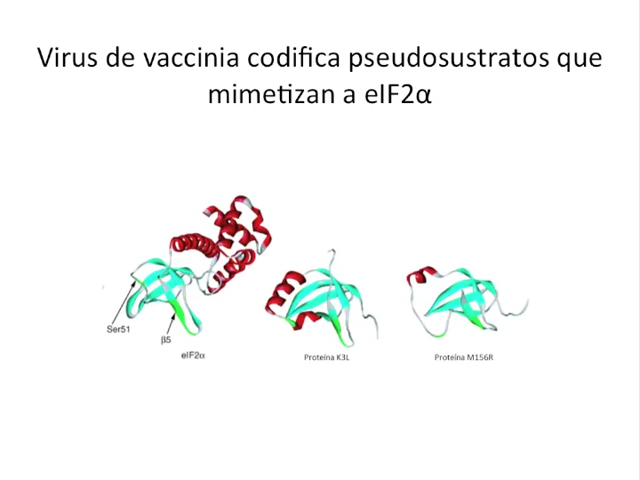 Virus de vaccinia codifica pseudosustratos que
mimetizan a eIF2α
Ser51
β5
eIF2α
Proteína K3L
Proteína M156R